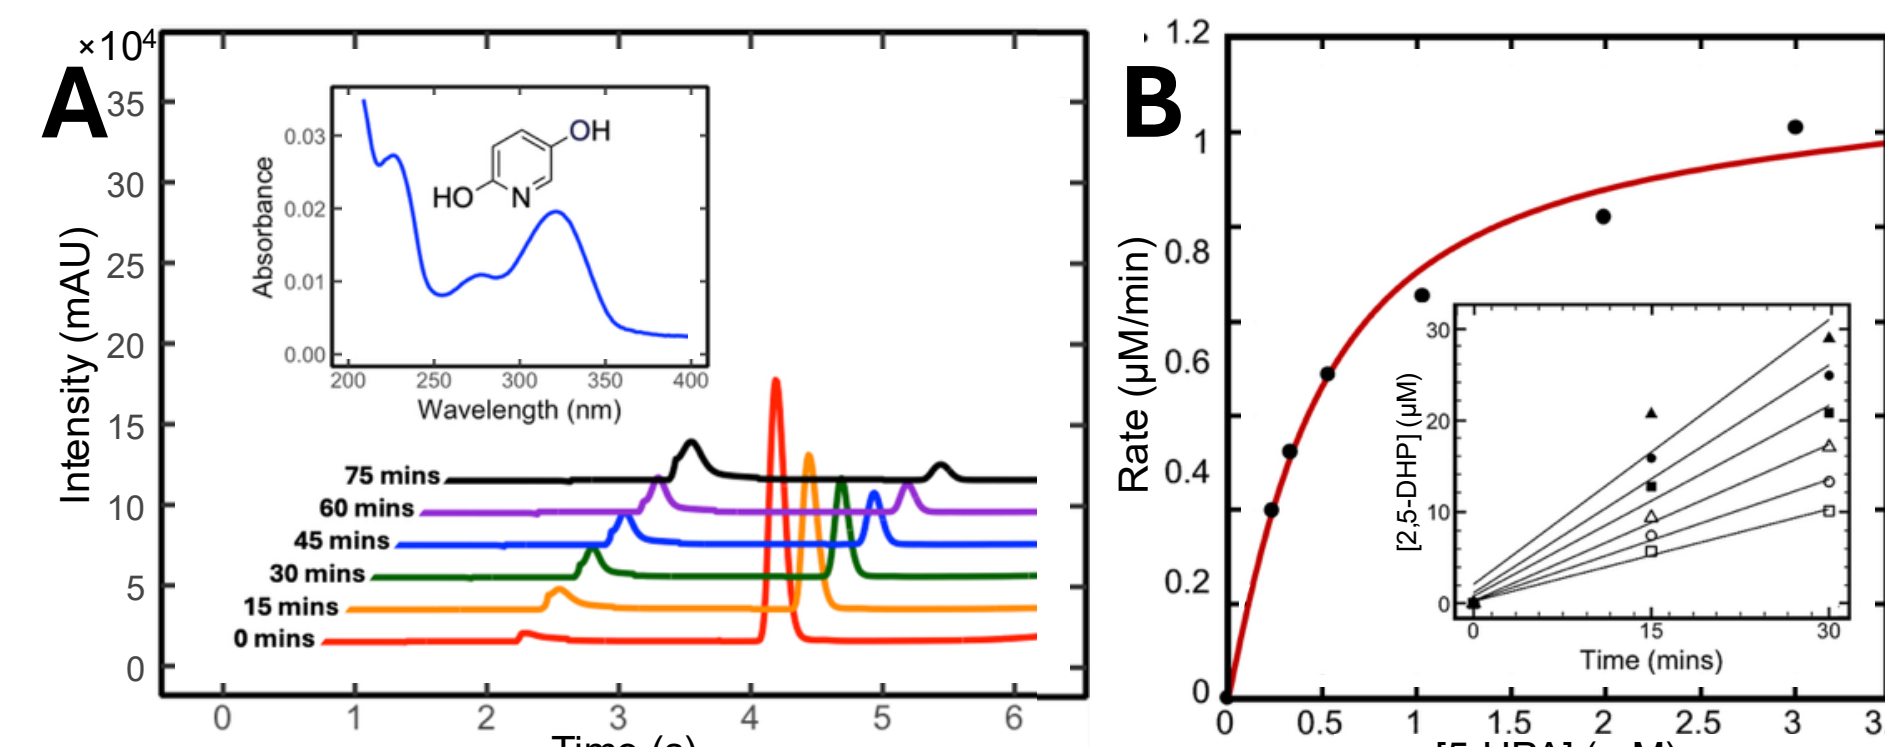 A
×10⁴
35
30
25
20
15
10
5
0
Intensity (mAU)
0.03
0.02
0.01
0.00
Absorbance
OH
HO
N
200 250 300 350 400
Wavelength (nm)
75 mins
60 mins
45 mins
30 mins
15 mins
0 mins
0 1 2 3 4 5 6
Time (s)
B
1.2
1
0.8
0.6
0.4
0.2
0
Rate (µM/min)
30
20
10
0
[2,5-DHP] (µM)
0 15 30
Time (mins)
0 0.5 1 1.5 2 2.5 3 3